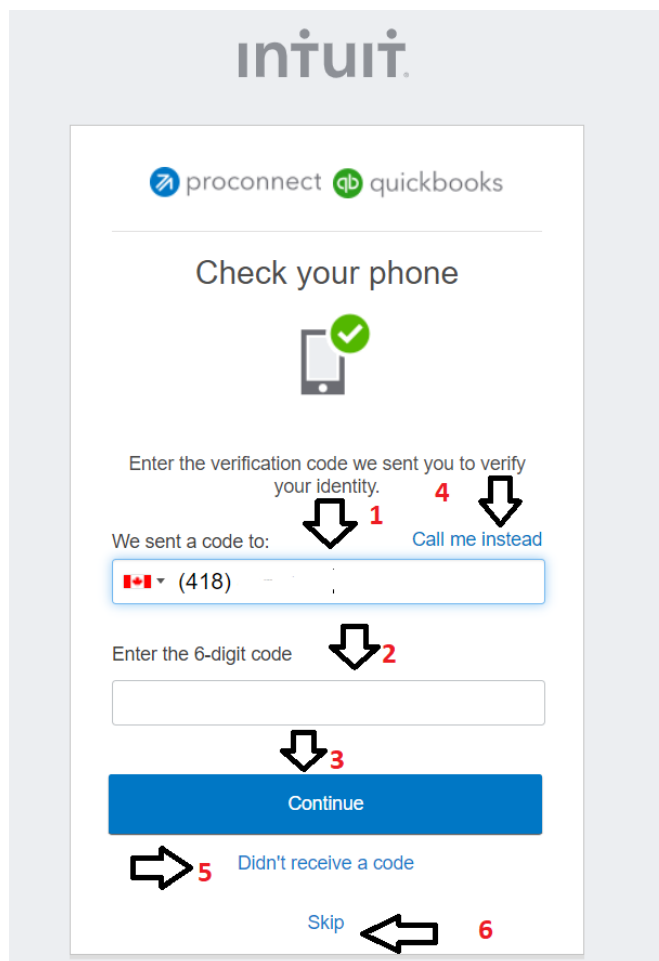 ıntuıt.
proconnect qb quickbooks
Check your phone
Enter the verification code we sent you to verify
your identity.
4
1
We sent a code to:
Call me instead
(418)
Enter the 6-digit code
2
3
Continue
5
Didn't receive a code
Skip
6